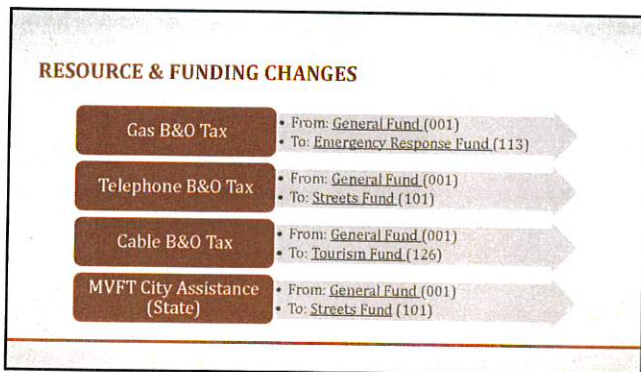 RESOURCE & FUNDING CHANGES
Gas B&O Tax
• From: General Fund (001)
• To: Emergency Response Fund (113)
Telephone B&O Tax
• From: General Fund (001)
• To: Streets Fund (101)
Cable B&O Tax
• From: General Fund (001)
• To: Tourism Fund (126)
MVFT City Assistance
(State)
• From: General Fund (001)
• To: Streets Fund (101)